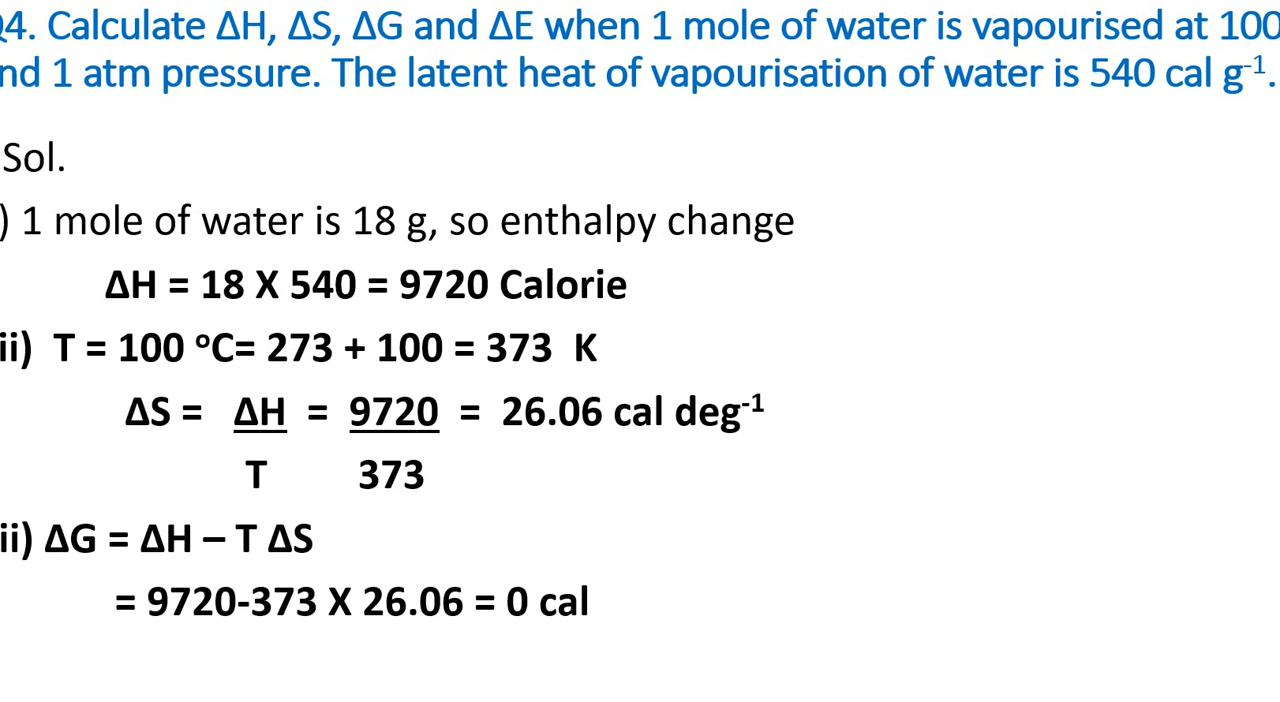 Q4. Calculate ΔH, ΔS, ΔG and ΔE when 1 mole of water is vapourised at 100
nd 1 atm pressure. The latent heat of vapourisation of water is 540 cal g⁻¹.
Sol.
) 1 mole of water is 18 g, so enthalpy change
ΔH = 18 X 540 = 9720 Calorie
ii) T = 100 ᵒC= 273 + 100 = 373 K
ΔS = ΔH = 9720 = 26.06 cal deg⁻¹
T 373
ii) ΔG = ΔH – T ΔS
= 9720-373 X 26.06 = 0 cal